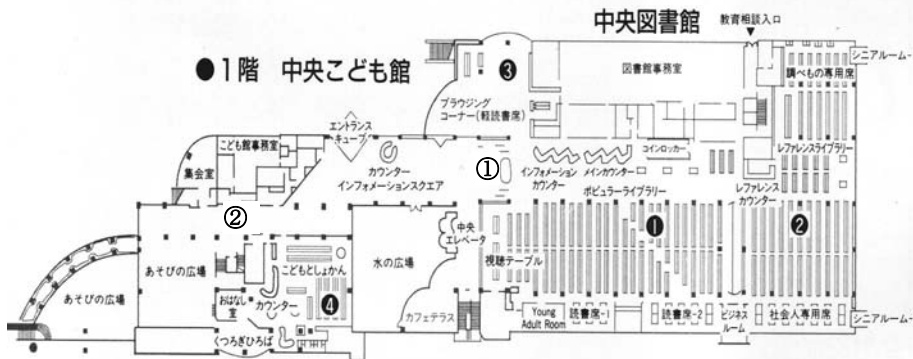 中央図書館
教育相談入口
▼
●1階 中央こども館
❸
ブラウジング
コーナー(軽読書席)
図書館事務室
調べもの専用席
シニアルーム-
エントランス
キューブ
こども館事務室
集会室
カウンター
インフォメーションスクエア
①
インフォメーション
カウンター
メインカウンター
コインロッカー
レファレンスライブラリー
ポピュラーライブラリー
レファレンス
カウンター
②
❶
❷
中央
エレベータ
視聴テーブル
水の広場
カフェテラス
あそびの広場
あそびの広場
こどもとしょかん
おはなし
室
カウンター
❹
くつろぎひろば
Young
Adult Room
読書席-1
読書席-2
ビジネス
ルーム
社会人専用席
シニアルーム-